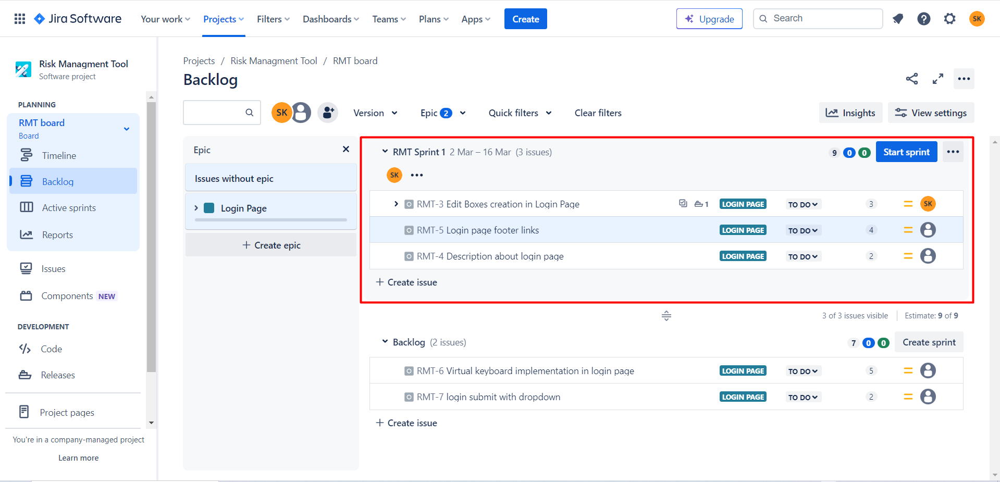 Jira Software Your work Projects Filters Dashboards Teams Plans Apps Create Upgrade Search SK
Risk Managment Tool
Software project
PLANNING
RMT board
Board
Timeline
Backlog
Active sprints
Reports
Issues
Components NEW
DEVELOPMENT
Code
Releases
Project pages
You're in a company-managed project
Learn more
Projects / Risk Managment Tool / RMT board
Backlog
SK Version Epic 2 Quick filters Clear filters Insights View settings
Epic
Issues without epic
Login Page
+ Create epic
RMT Sprint 1 2 Mar – 16 Mar (3 issues) 9 0 0 Start sprint
SK
RMT-3 Edit Boxes creation in Login Page 1 LOGIN PAGE TO DO 3 SK
RMT-5 Login page footer links LOGIN PAGE TO DO 4
RMT-4 Description about login page LOGIN PAGE TO DO 2
+ Create issue
3 of 3 issues visible Estimate: 9 of 9
Backlog (2 issues) 7 0 0 Create sprint
RMT-6 Virtual keyboard implementation in login page LOGIN PAGE TO DO 5
RMT-7 login submit with dropdown LOGIN PAGE TO DO 2
+ Create issue